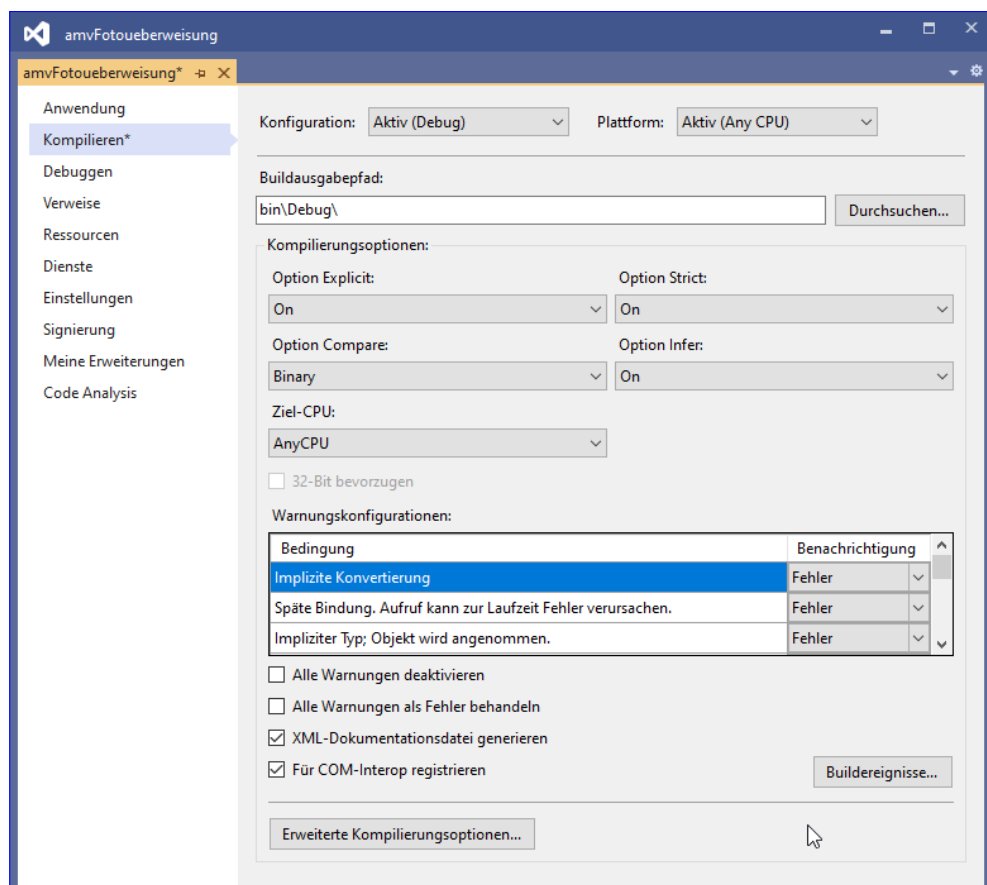 amvFotoueberweisung
amvFotoueberweisung*
Anwendung
Kompilieren*
Debuggen
Verweise
Ressourcen
Dienste
Einstellungen
Signierung
Meine Erweiterungen
Code Analysis
Konfiguration: Aktiv (Debug) Plattform: Aktiv (Any CPU)
Buildausgabepfad:
bin\Debug\ Durchsuchen...
Kompilierungsoptionen:
Option Explicit: Option Strict:
On On
Option Compare: Option Infer:
Binary On
Ziel-CPU:
AnyCPU
32-Bit bevorzugen
Warnungskonfigurationen:
Bedingung Benachrichtigung
Implizite Konvertierung Fehler
Späte Bindung. Aufruf kann zur Laufzeit Fehler verursachen. Fehler
Impliziter Typ; Objekt wird angenommen. Fehler
Alle Warnungen deaktivieren
Alle Warnungen als Fehler behandeln
XML-Dokumentationsdatei generieren
Für COM-Interop registrieren
Buildereignisse...
Erweiterte Kompilierungsoptionen...